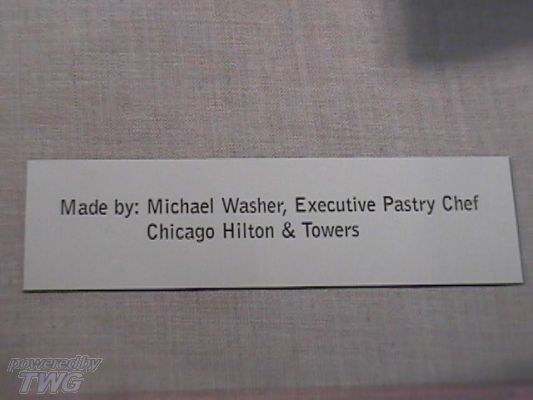 Made by: Michael Washer, Executive Pastry Chef
Chicago Hilton & Towers
powered by
TWG